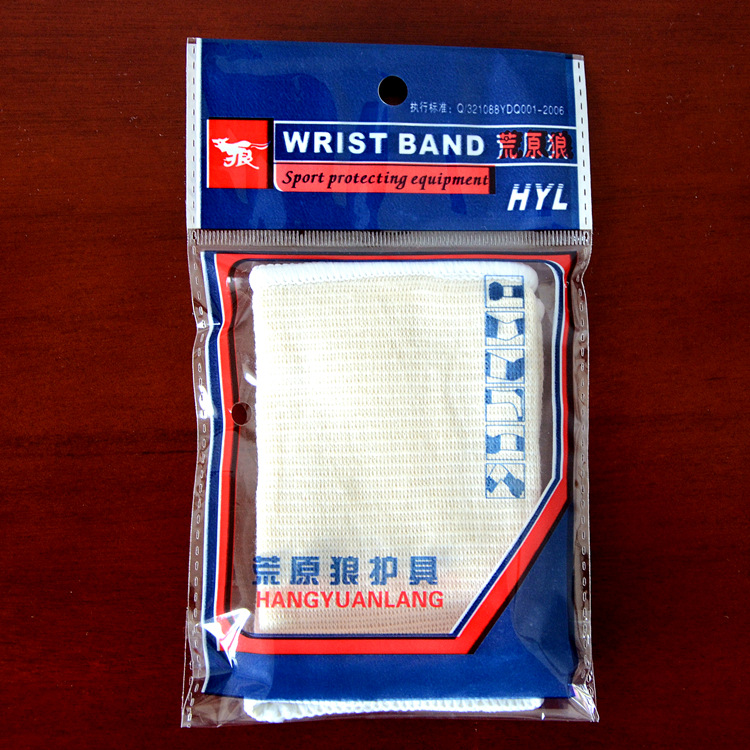 执行标准：Q/321088YDQ001-2006
狼
WRIST BAND 荒原狼
Sport protecting equipment
HYL
荒原狼护具
HANGYUANLANG